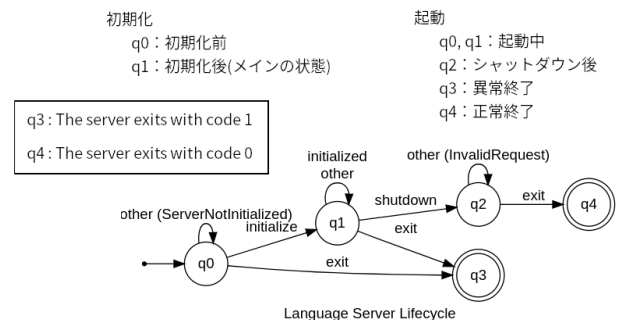 初期化
q0：初期化前
q1：初期化後(メインの状態)
起動
q0, q1：起動中
q2：シャットダウン後
q3：異常終了
q4：正常終了
q3 : The server exits with code 1
q4 : The server exits with code 0
initialized
other
other (InvalidRequest)
other (ServerNotInitialized)
initialize
shutdown
exit
exit
exit
q0
q1
q2
q4
q3
Language Server Lifecycle